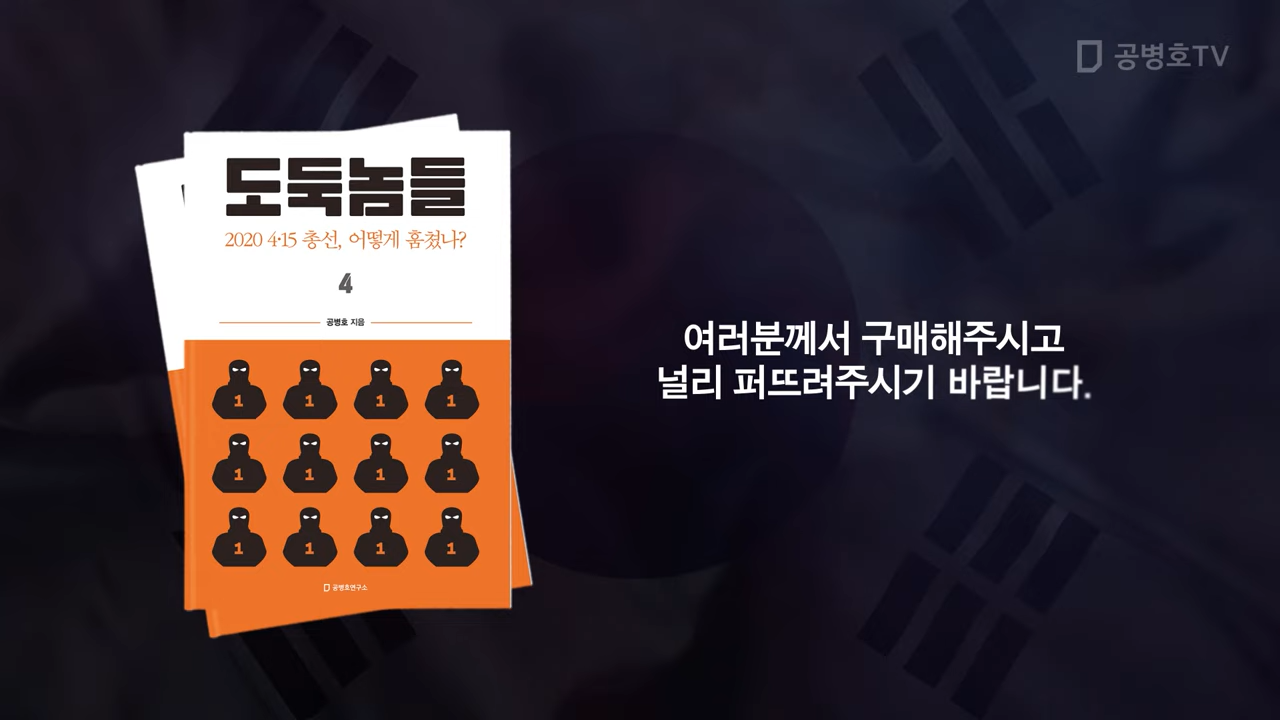 공병호TV
도둑놈들
2020 4·15 총선, 어떻게 훔쳤나?
4
공병호 지음
1 1 1 1
1 1 1 1
1 1 1 1
공병호연구소
여러분께서 구매해주시고
널리 퍼뜨려주시기 바랍니다.